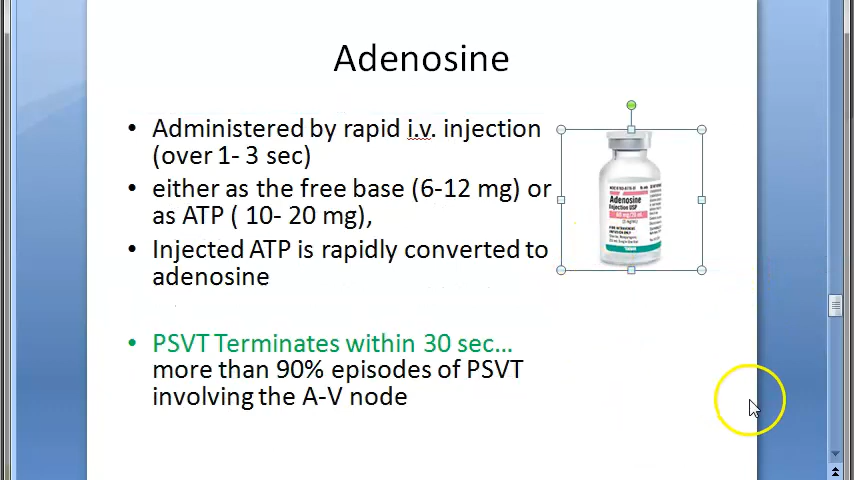 Adenosine
• Administered by rapid i.v. injection
(over 1- 3 sec)
• either as the free base (6-12 mg) or
as ATP ( 10- 20 mg),
• Injected ATP is rapidly converted to
adenosine
• PSVT Terminates within 30 sec...
more than 90% episodes of PSVT
involving the A-V node
Adenosine
Injection USP